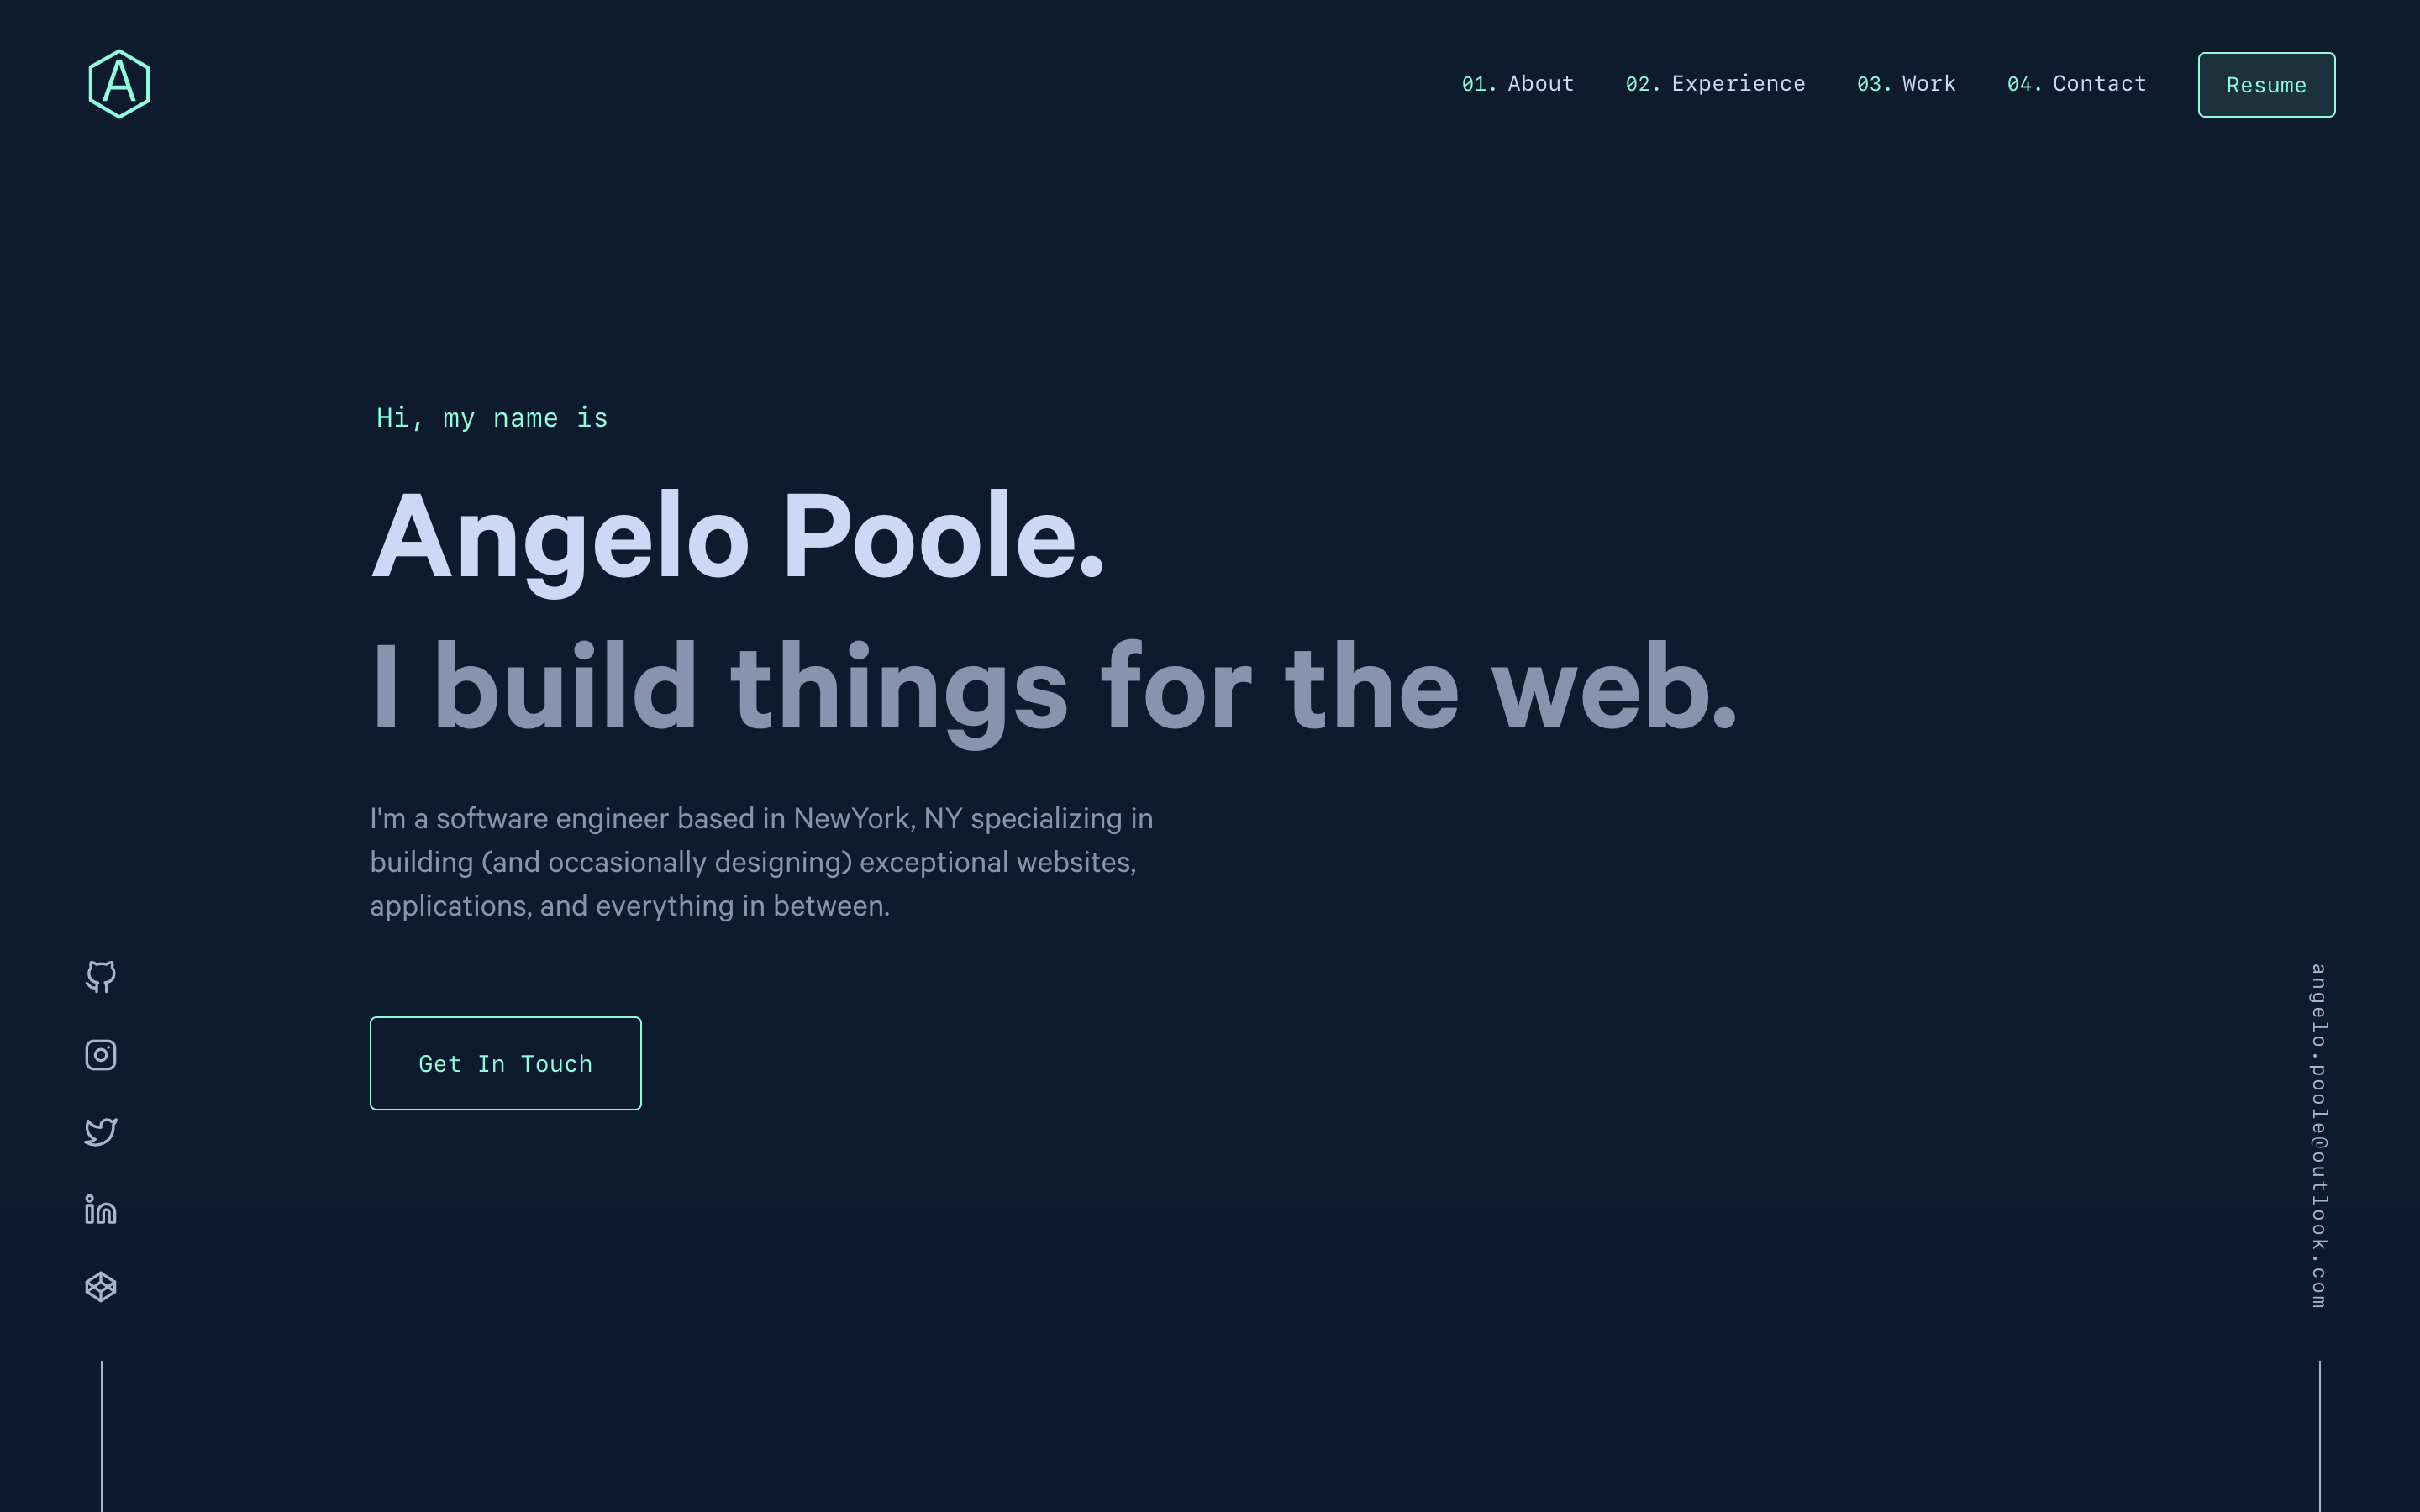 A
01. About 02. Experience 03. Work 04. Contact Resume
Hi, my name is
Angelo Poole.
I build things for the web.
I'm a software engineer based in NewYork, NY specializing in
building (and occasionally designing) exceptional websites,
applications, and everything in between.
Get In Touch
in
angelo.poole@outlook.com